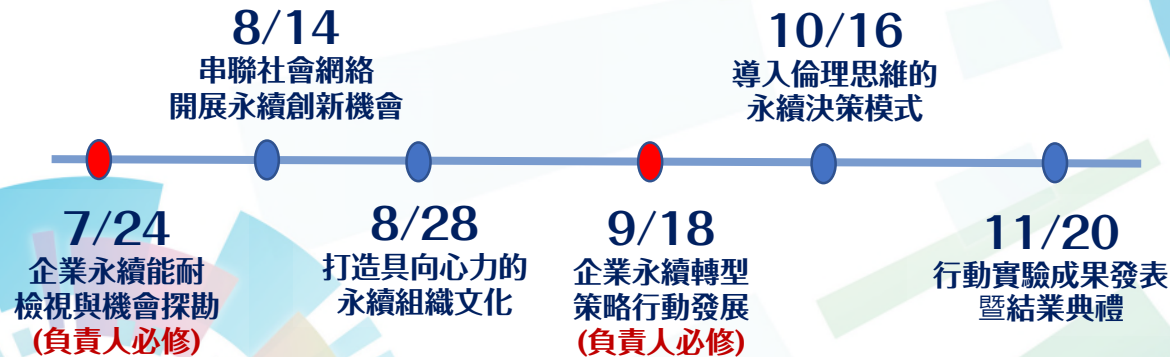 8/14
串聯社會網絡
開展永續創新機會
10/16
導入倫理思維的
永續決策模式
7/24
企業永續能耐
檢視與機會探勘
(負責人必修)
8/28
打造具向心力的
永續組織文化
9/18
企業永續轉型
策略行動發展
(負責人必修)
11/20
行動實驗成果發表
暨結業典禮